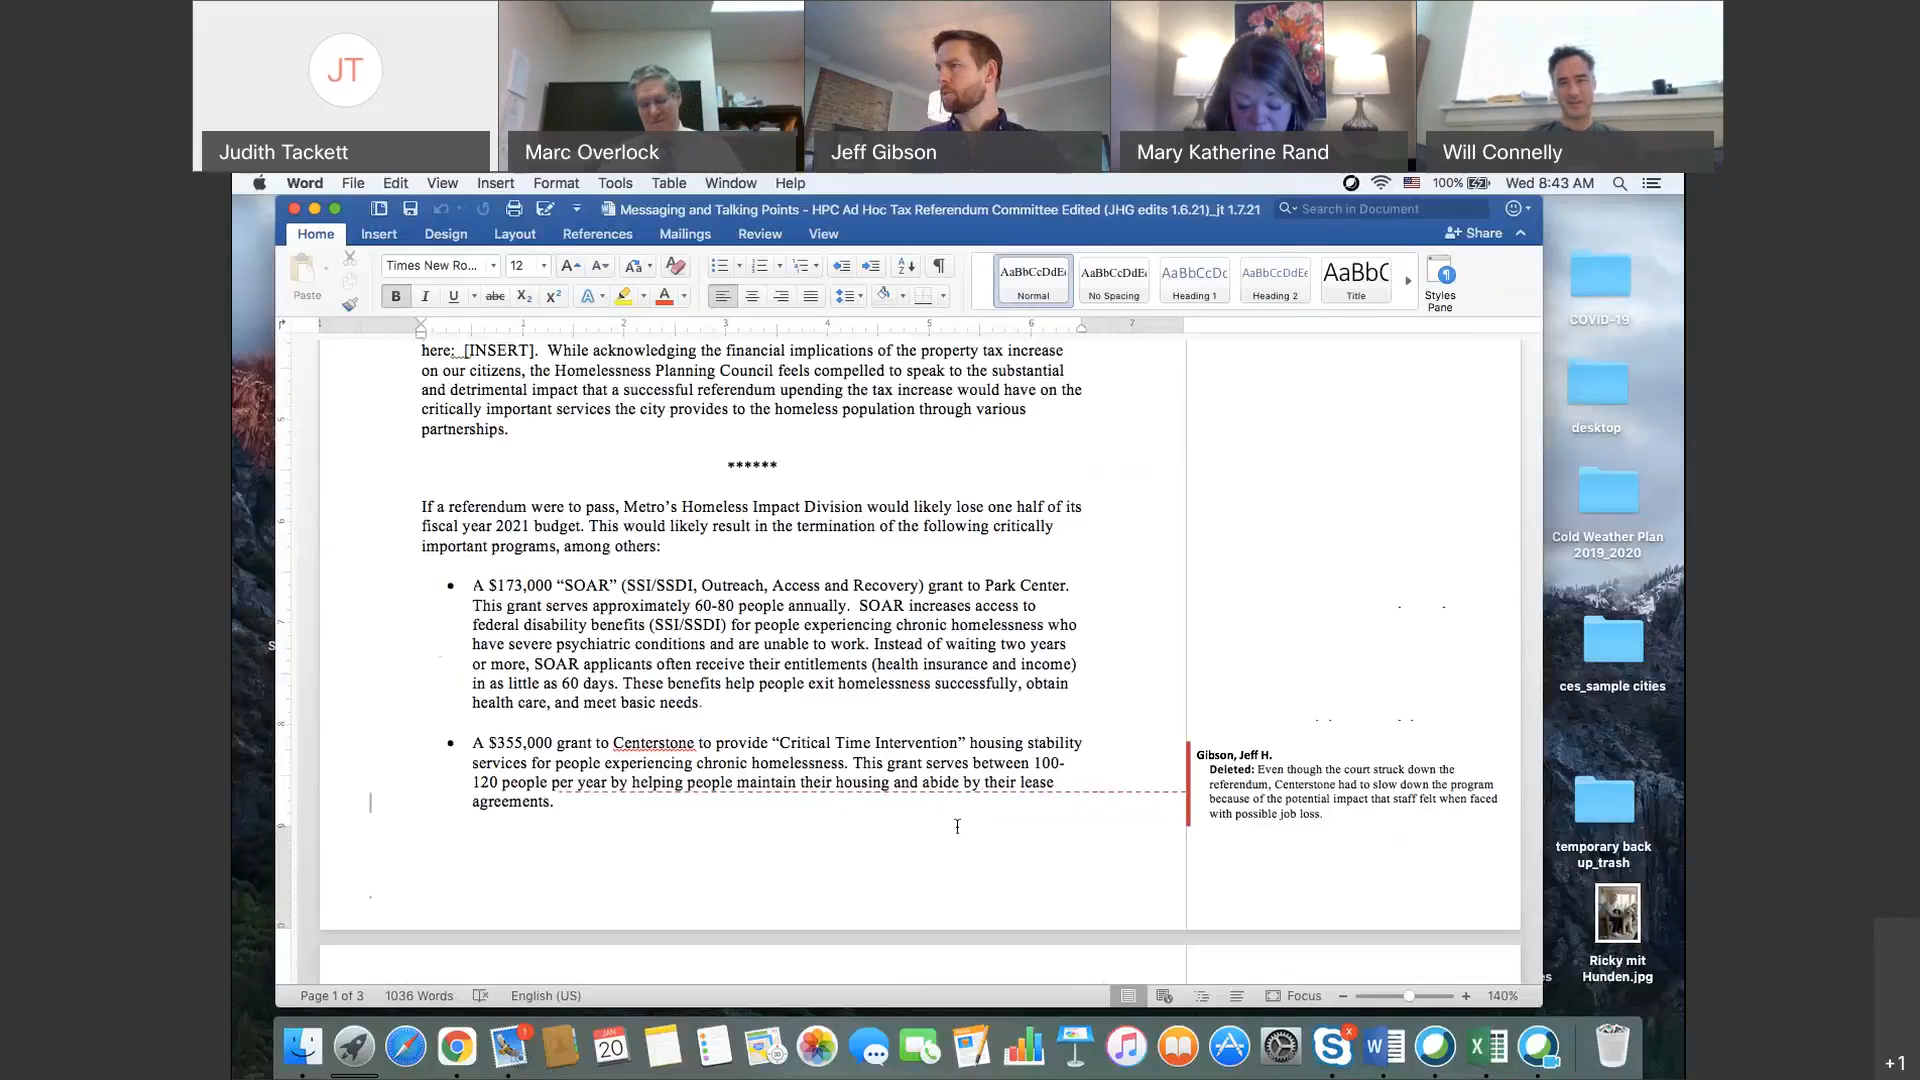 JT
Judith Tackett
Marc Overlock
Jeff Gibson
Mary Katherine Rand
Will Connelly
Word File Edit View Insert Format Tools Table Window Help
100%
Wed 8:43 AM
Messaging and Talking Points - HPC Ad Hoc Tax Referendum Committee Edited (JHG edits 1.6.21)_jt 1.7.21
Search in Document
Home Insert Design Layout References Mailings Review View
Share
Paste
Times New Ro...
12
AaBbCcDdEe
Normal
AaBbCcDdEe
No Spacing
AaBbCcDc
Heading 1
AaBbCcDdEe
Heading 2
AaBbC
Title
Styles
Pane
1 1 2 3 4 5 6 7
here: [INSERT]. While acknowledging the financial implications of the property tax increase
on our citizens, the Homelessness Planning Council feels compelled to speak to the substantial
and detrimental impact that a successful referendum upending the tax increase would have on the
critically important services the city provides to the homeless population through various
partnerships.
******
If a referendum were to pass, Metro’s Homeless Impact Division would likely lose one half of its
fiscal year 2021 budget. This would likely result in the termination of the following critically
important programs, among others:
• A $173,000 “SOAR” (SSI/SSDI, Outreach, Access and Recovery) grant to Park Center.
This grant serves approximately 60-80 people annually. SOAR increases access to
federal disability benefits (SSI/SSDI) for people experiencing chronic homelessness who
have severe psychiatric conditions and are unable to work. Instead of waiting two years
or more, SOAR applicants often receive their entitlements (health insurance and income)
in as little as 60 days. These benefits help people exit homelessness successfully, obtain
health care, and meet basic needs.
• A $355,000 grant to Centerstone to provide “Critical Time Intervention” housing stability
services for people experiencing chronic homelessness. This grant serves between 100-
120 people per year by helping people maintain their housing and abide by their lease
agreements.
Gibson, Jeff H.
Deleted: Even though the court struck down the
referendum, Centerstone had to slow down the program
because of the potential impact that staff felt when faced
with possible job loss.
COVID-19
desktop
Cold Weather Plan
2019_2020
ces_sample cities
temporary back
up_trash
Ricky mit
Hunden.jpg
Page 1 of 3
1036 Words
English (US)
Focus
140%
JAN
20
+1